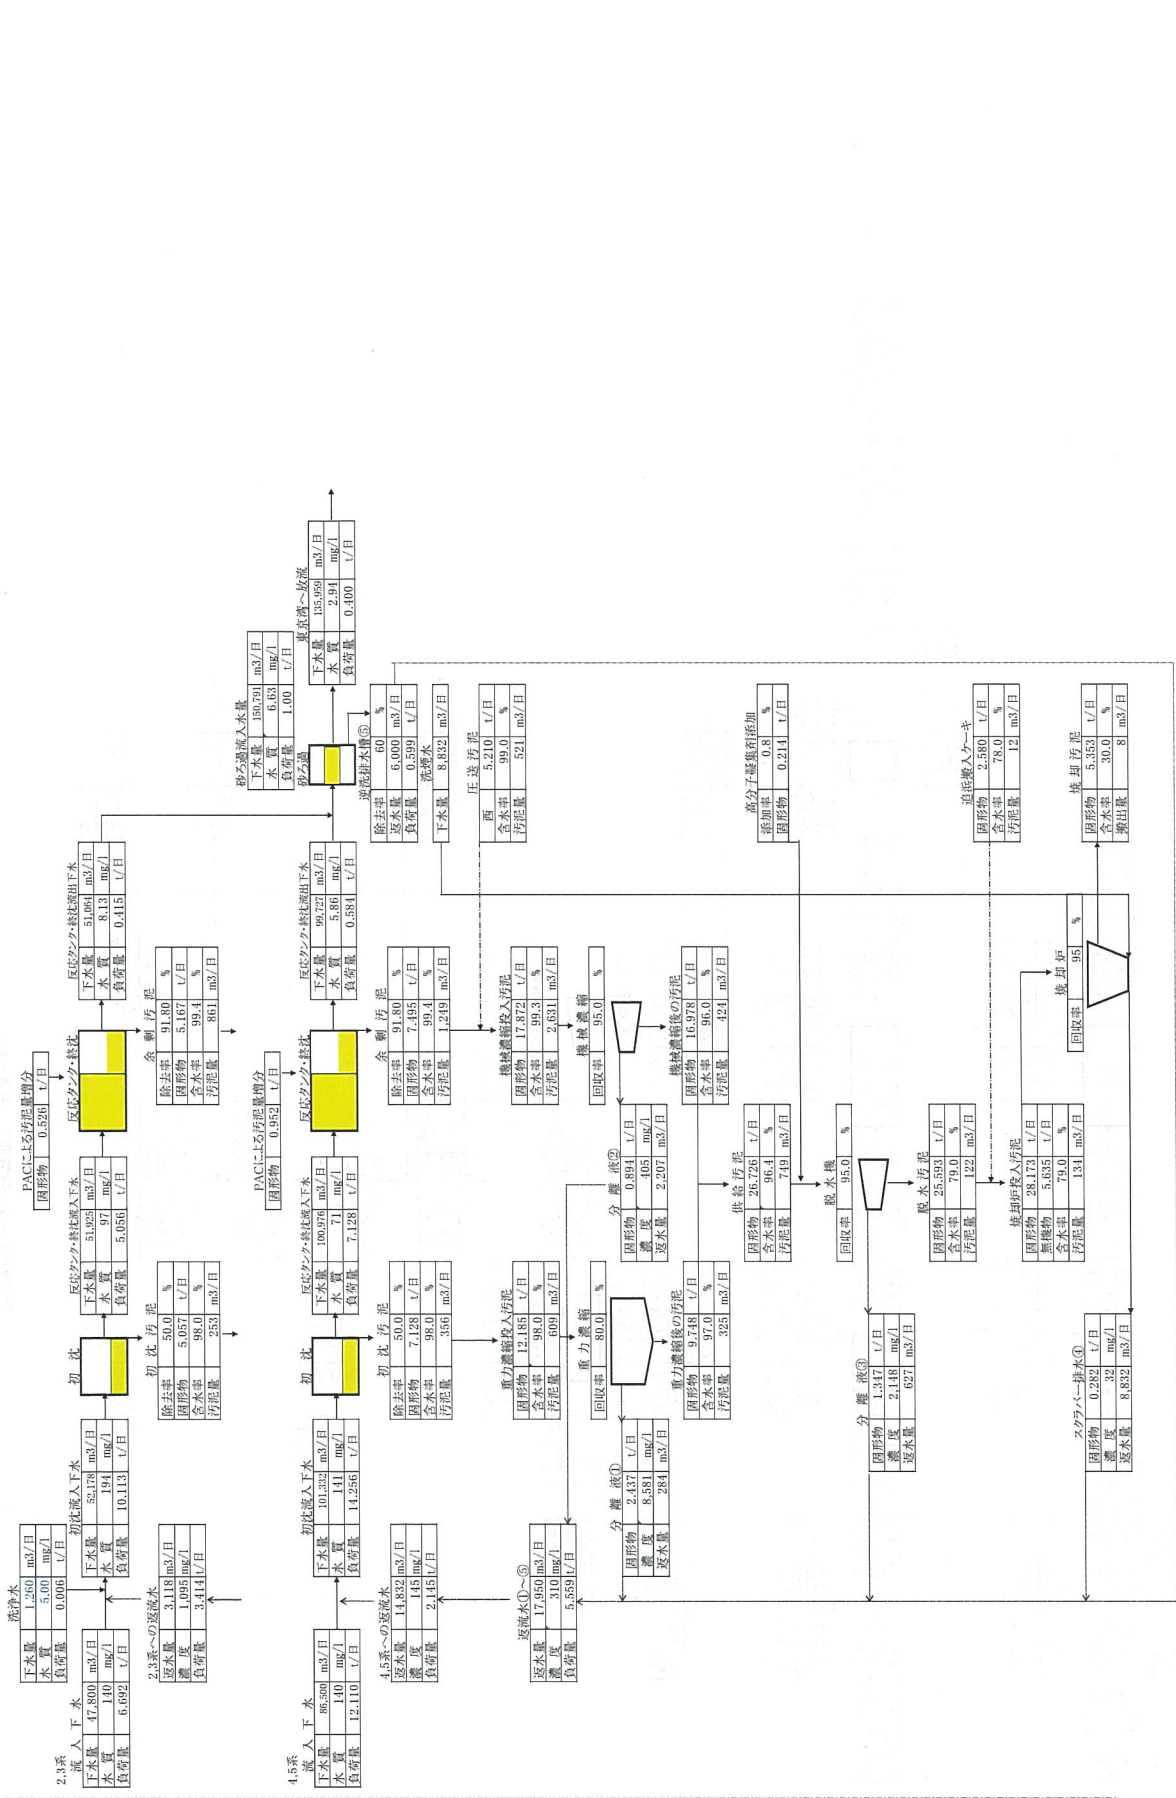 2,3系
流 入 下 水
下水量 47,800 m3/日
水 質 140 mg/l
負荷量 6.692 t/日
洗浄水
下水量 1,260 m3/日
水 質 5.00 mg/l
負荷量 0.006 t/日
2,3系への返流水
返水量 3,118 m3/日
濃 度 1,095 mg/l
負荷量 3.414 t/日
初沈流入下水
下水量 52,178 m3/日
水 質 194 mg/l
負荷量 10.113 t/日
初 沈
初 沈 汚 泥
除去率 50.0 %
固形物 5.057 t/日
含水率 98.0 %
汚泥量 253 m3/日
反応タンク・終沈流入下水
下水量 51,925 m3/日
水 質 97 mg/l
負荷量 5.056 t/日
PACによる汚泥量増分
固形物 0.526 t/日
反応タンク・終沈
余 剰 汚 泥
除去率 91.80 %
固形物 5.167 t/日
含水率 99.4 %
汚泥量 861 m3/日
反応タンク・終沈流出下水
下水量 51,064 m3/日
水 質 8.13 mg/l
負荷量 0.415 t/日
4,5系
流 入 下 水
下水量 86,500 m3/日
水 質 140 mg/l
負荷量 12.110 t/日
4,5系への返流水
返水量 14,832 m3/日
濃 度 145 mg/l
負荷量 2.145 t/日
初沈流入下水
下水量 101,332 m3/日
水 質 141 mg/l
負荷量 14.256 t/日
初 沈
初 沈 汚 泥
除去率 50.0 %
固形物 7.128 t/日
含水率 98.0 %
汚泥量 356 m3/日
反応タンク・終沈流入下水
下水量 100,976 m3/日
水 質 71 mg/l
負荷量 7.128 t/日
PACによる汚泥量増分
固形物 0.952 t/日
反応タンク・終沈
余 剰 汚 泥
除去率 91.80 %
固形物 7.495 t/日
含水率 99.4 %
汚泥量 1,249 m3/日
反応タンク・終沈流出下水
下水量 99,727 m3/日
水 質 5.86 mg/l
負荷量 0.584 t/日
砂ろ過流入水量
下水量 150,791 m3/日
水 質 6.63 mg/l
負荷量 1.00 t/日
砂ろ過
東京湾へ放流
下水量 135,959 m3/日
水 質 2.94 mg/l
負荷量 0.400 t/日
逆洗排水槽⑤
除去率 60 %
返水量 6,000 m3/日
負荷量 0.599 t/日
洗煙水
下水量 8,832 m3/日
圧 送 汚 泥
西 5.210 t/日
含水率 99.0 %
汚泥量 521 m3/日
返流水①～⑤
返水量 17,950 m3/日
濃 度 310 mg/l
負荷量 5.559 t/日
重力濃縮投入汚泥
固形物 12.185 t/日
含水率 98.0 %
汚泥量 609 m3/日
重 力 濃 縮
回収率 80.0 %
機械濃縮投入汚泥
固形物 17.872 t/日
含水率 99.3 %
汚泥量 2,631 m3/日
機 械 濃 縮
回収率 95.0 %
分 離 液①
固形物 2.437 t/日
濃 度 8,581 mg/l
返水量 284 m3/日
分 離 液②
固形物 0.894 t/日
濃 度 405 mg/l
返水量 2,207 m3/日
重力濃縮後の汚泥
固形物 9.748 t/日
含水率 97.0 %
汚泥量 325 m3/日
機械濃縮後の汚泥
固形物 16.978 t/日
含水率 96.0 %
汚泥量 424 m3/日
供 給 汚 泥
固形物 26.726 t/日
含水率 96.4 %
汚泥量 749 m3/日
高分子凝集剤添加
添加率 0.8 %
固形物 0.214 t/日
脱 水 機
回収率 95.0 %
分 離 液③
固形物 1.347 t/日
濃 度 2,148 mg/l
返水量 627 m3/日
脱 水 汚 泥
固形物 25.593 t/日
含水率 79.0 %
汚泥量 122 m3/日
追浜搬入ケーキ
固形物 2.580 t/日
含水率 78.0 %
汚泥量 12 m3/日
焼却炉投入汚泥
固形物 28.173 t/日
無機物 5.635 t/日
含水率 79.0 %
汚泥量 134 m3/日
焼 却 炉
回収率 95 %
焼 却 汚 泥
固形物 5.353 t/日
含水率 30.0 %
搬出量 8 m3/日
スクラバー排水④
固形物 0.282 t/日
濃 度 32 mg/l
返水量 8,832 m3/日